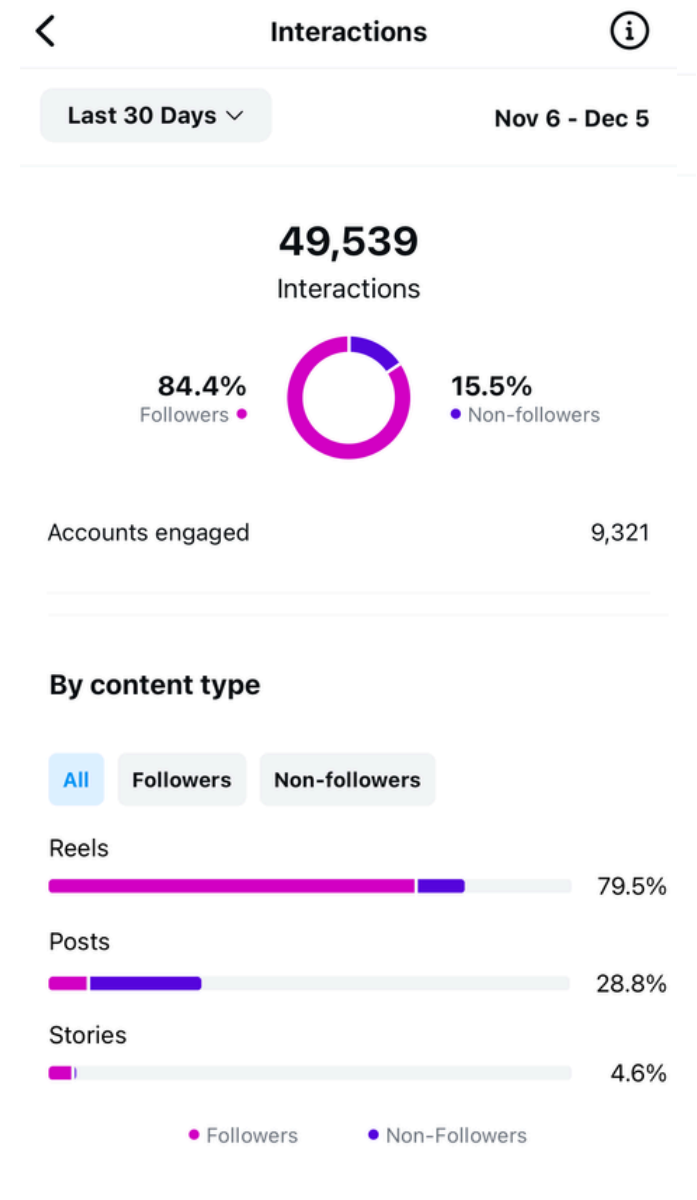 Interactions
Last 30 Days
Nov 6 - Dec 5
49,539
Interactions
84.4%
Followers
15.5%
Non-followers
Accounts engaged
9,321
By content type
All
Followers
Non-followers
Reels
79.5%
Posts
28.8%
Stories
4.6%
Followers
Non-Followers